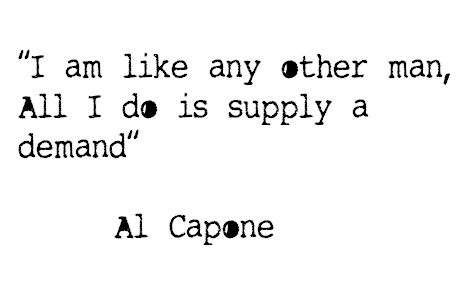 “I am like any other man,
All I do is supply a
demand“
Al Capone